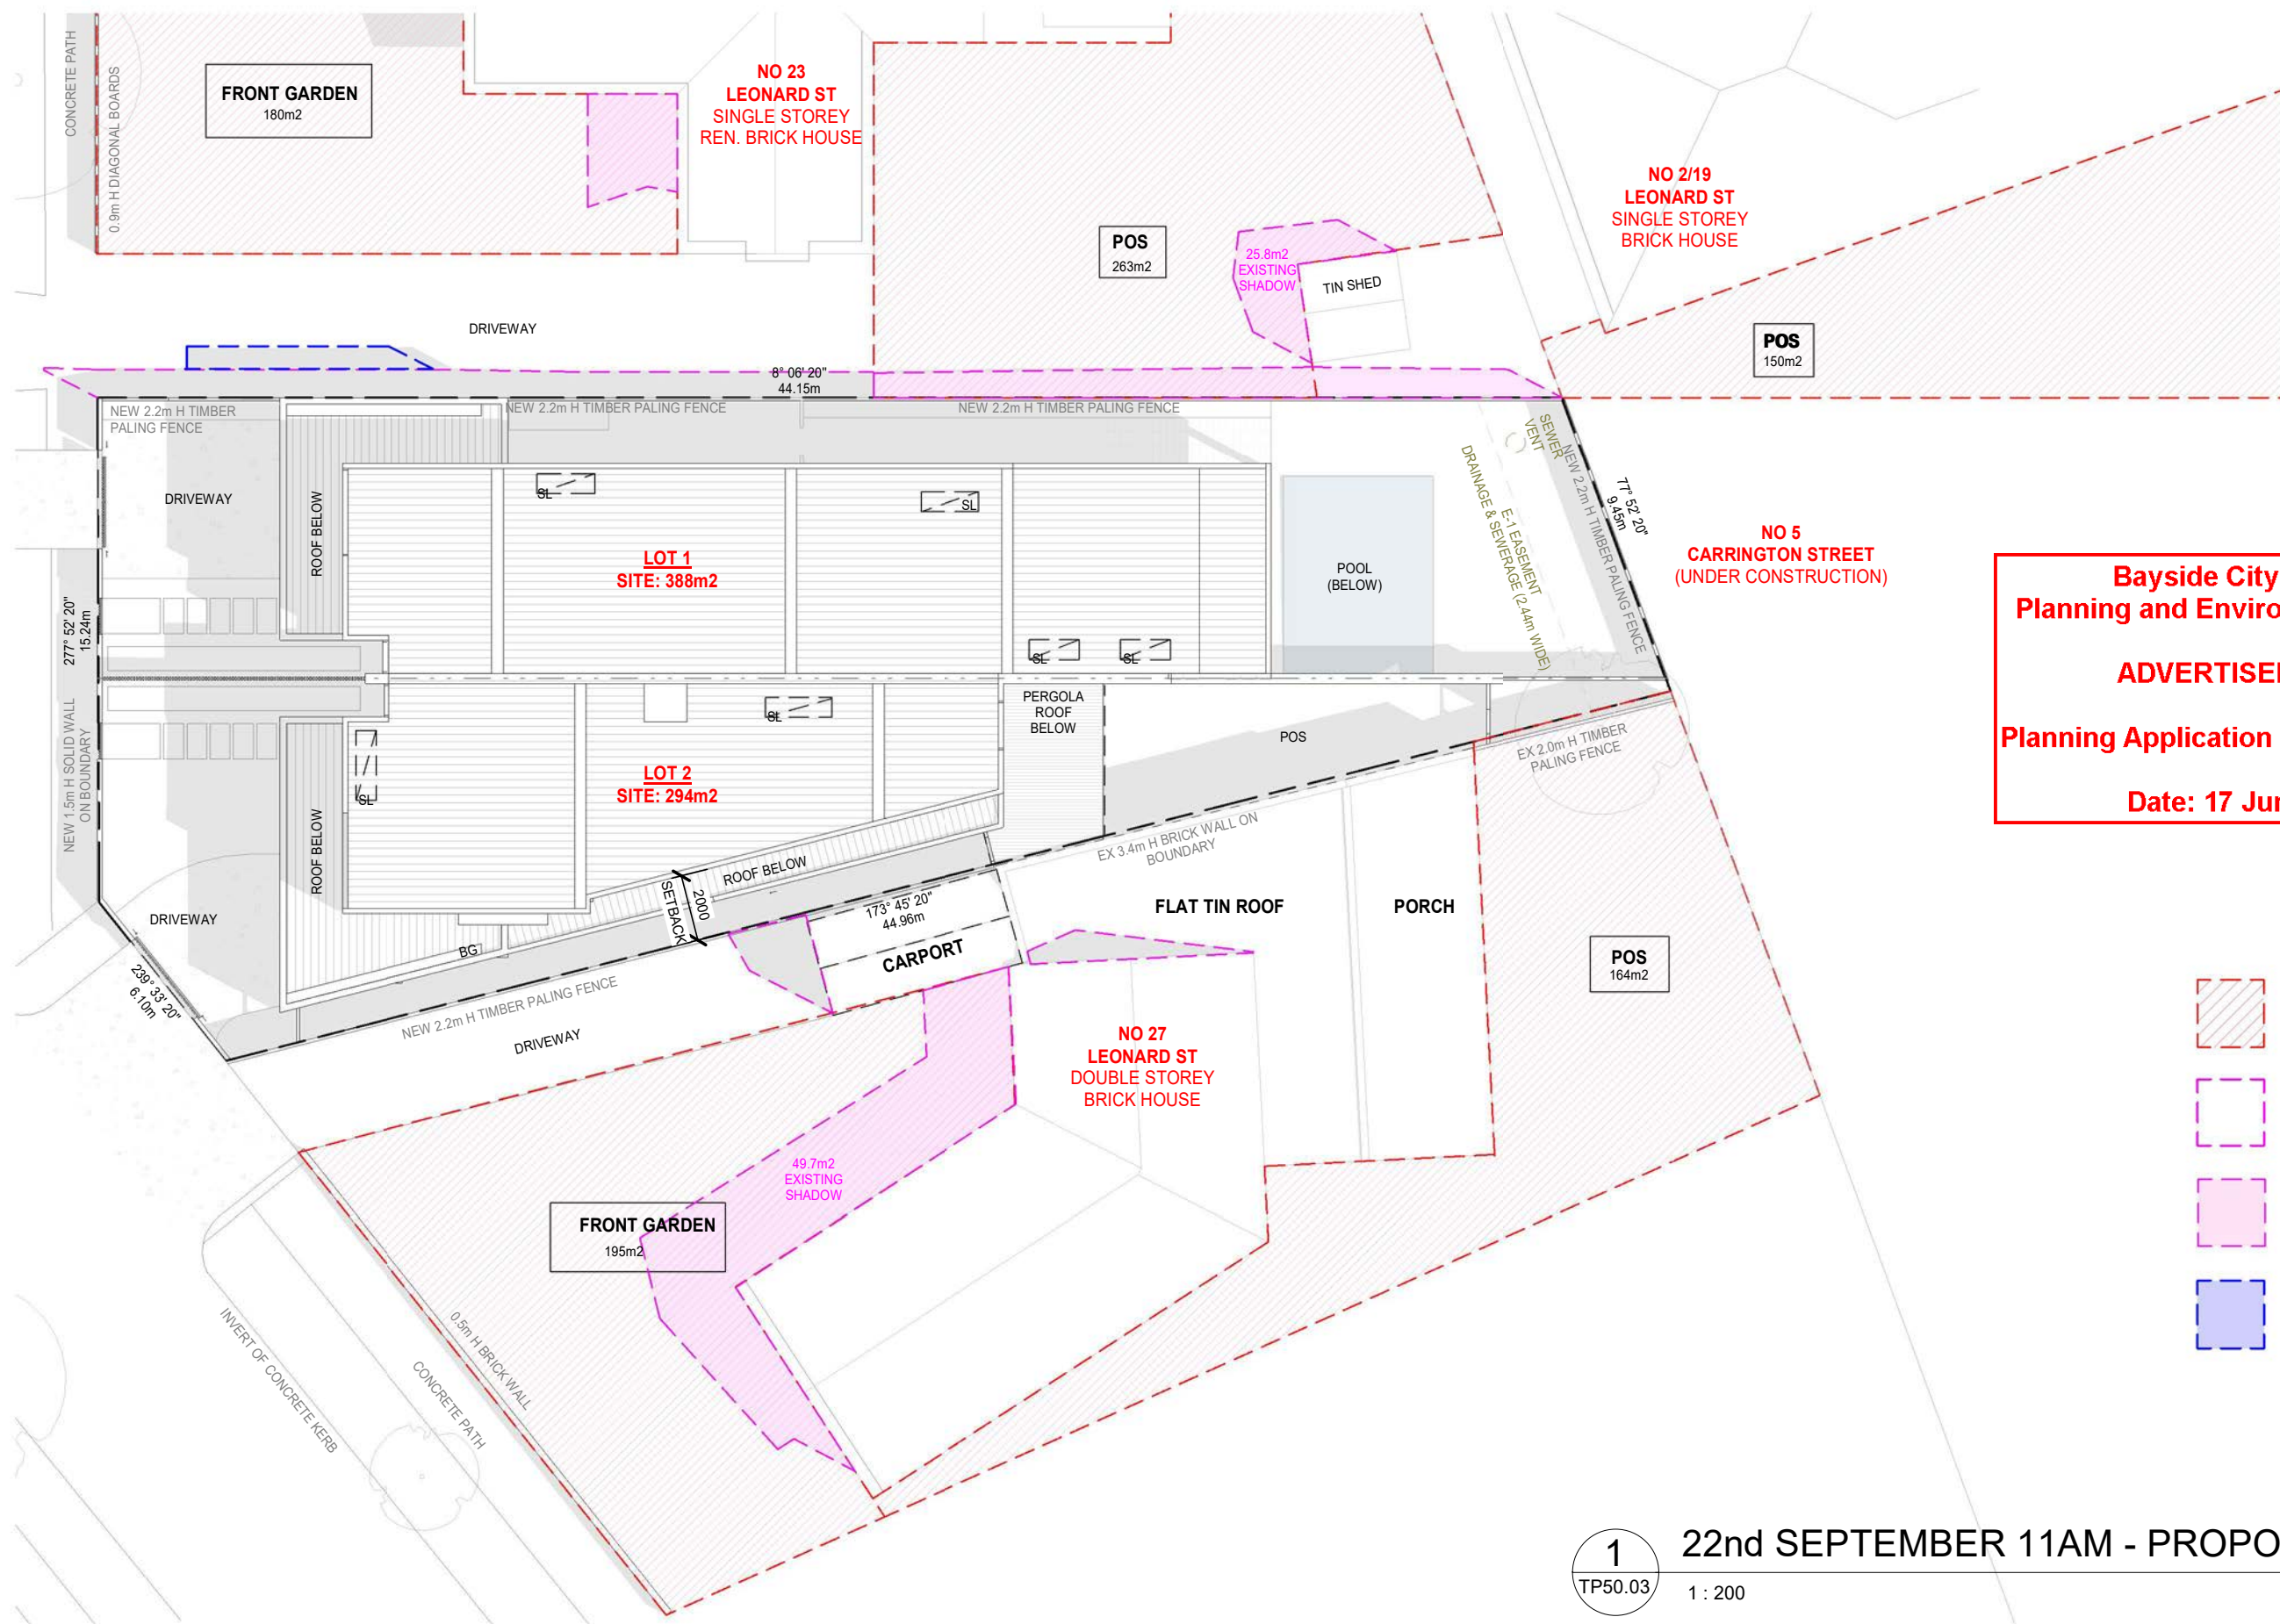 CONCRETE PATH
0.9m H DIAGONAL BOARDS
FRONT GARDEN
180m2
NO 23
LEONARD ST
SINGLE STOREY
REN. BRICK HOUSE
POS
263m2
25.8m2
EXISTING
SHADOW
TIN SHED
NO 2/19
LEONARD ST
SINGLE STOREY
BRICK HOUSE
POS
150m2
DRIVEWAY
8° 06' 20"
44.15m
NEW 2.2m H TIMBER
PALING FENCE
NEW 2.2m H TIMBER PALING FENCE
NEW 2.2m H TIMBER PALING FENCE
SEWER
VENT
NEW 2.2m H TIMBER PALING FENCE
77° 52' 20"
9.45m
DRAINAGE & SEWERAGE (2.44m WIDE)
E-1 EASEMENT
DRIVEWAY
ROOF BELOW
SL
SL
LOT 1
SITE: 388m2
POOL
(BELOW)
SL
SL
NO 5
CARRINGTON STREET
(UNDER CONSTRUCTION)
Bayside City
Planning and Enviro
ADVERTISE
Planning Application
Date: 17 Jun
277° 52' 20"
15.24m
NEW 1.5m H SOLID WALL
ON BOUNDARY
PERGOLA
ROOF
BELOW
POS
SL
SL
LOT 2
SITE: 294m2
ROOF BELOW
EX 2.0m H TIMBER
PALING FENCE
EX 3.4m H BRICK WALL ON
BOUNDARY
ROOF BELOW
2000
SETBACK
173° 45' 20"
44.96m
CARPORT
FLAT TIN ROOF
PORCH
DRIVEWAY
BG
239° 33' 20"
6.10m
NEW 2.2m H TIMBER PALING FENCE
DRIVEWAY
POS
164m2
NO 27
LEONARD ST
DOUBLE STOREY
BRICK HOUSE
49.7m2
EXISTING
SHADOW
FRONT GARDEN
195m2
0.5m H BRICK WALL
INVERT OF CONCRETE KERB
CONCRETE PATH
1
TP50.03
22nd SEPTEMBER 11AM - PROPO
1 : 200